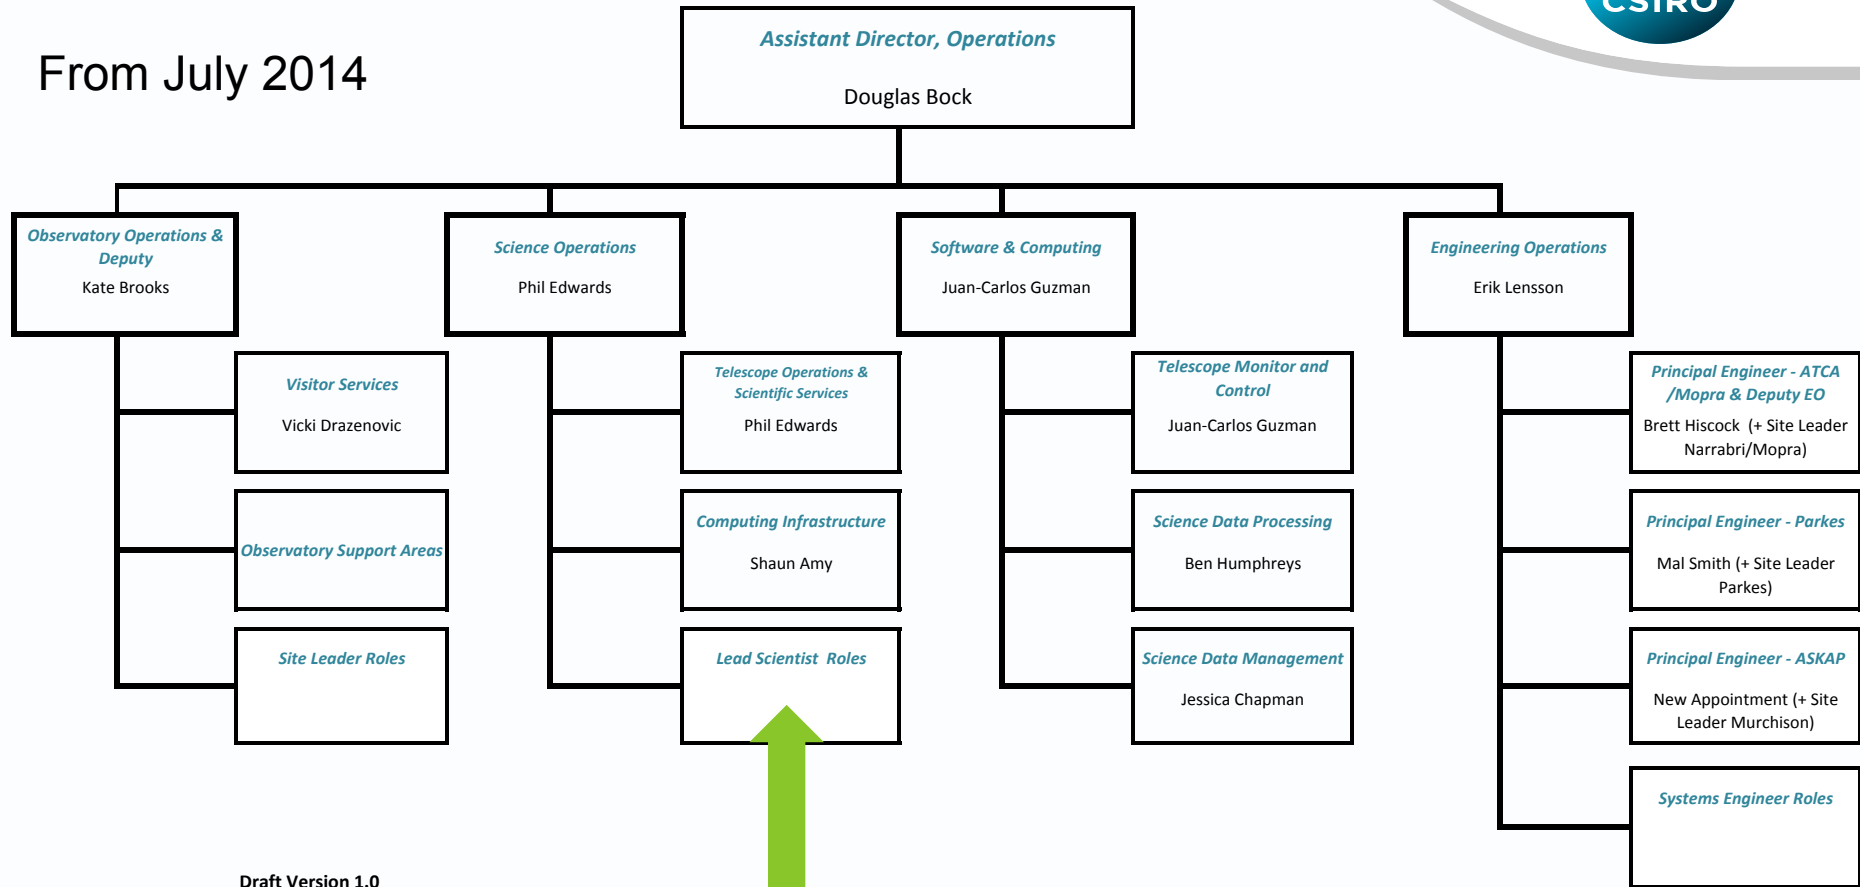 CSIRO
From July 2014
Assistant Director, Operations
Douglas Bock
Observatory Operations &
Deputy
Kate Brooks
Science Operations
Phil Edwards
Software & Computing
Juan-Carlos Guzman
Engineering Operations
Erik Lensson
Visitor Services
Vicki Drazenovic
Observatory Support Areas
Site Leader Roles
Telescope Operations &
Scientific Services
Phil Edwards
Computing Infrastructure
Shaun Amy
Lead Scientist  Roles
Telescope Monitor and
Control
Juan-Carlos Guzman
Science Data Processing
Ben Humphreys
Science Data Management
Jessica Chapman
Principal Engineer - ATCA
/Mopra & Deputy EO
Brett Hiscock  (+ Site Leader
Narrabri/Mopra)
Principal Engineer - Parkes
Mal Smith (+ Site Leader
Parkes)
Principal Engineer - ASKAP
New Appointment (+ Site
Leader Murchison)
Systems Engineer Roles
Draft Version 1.0